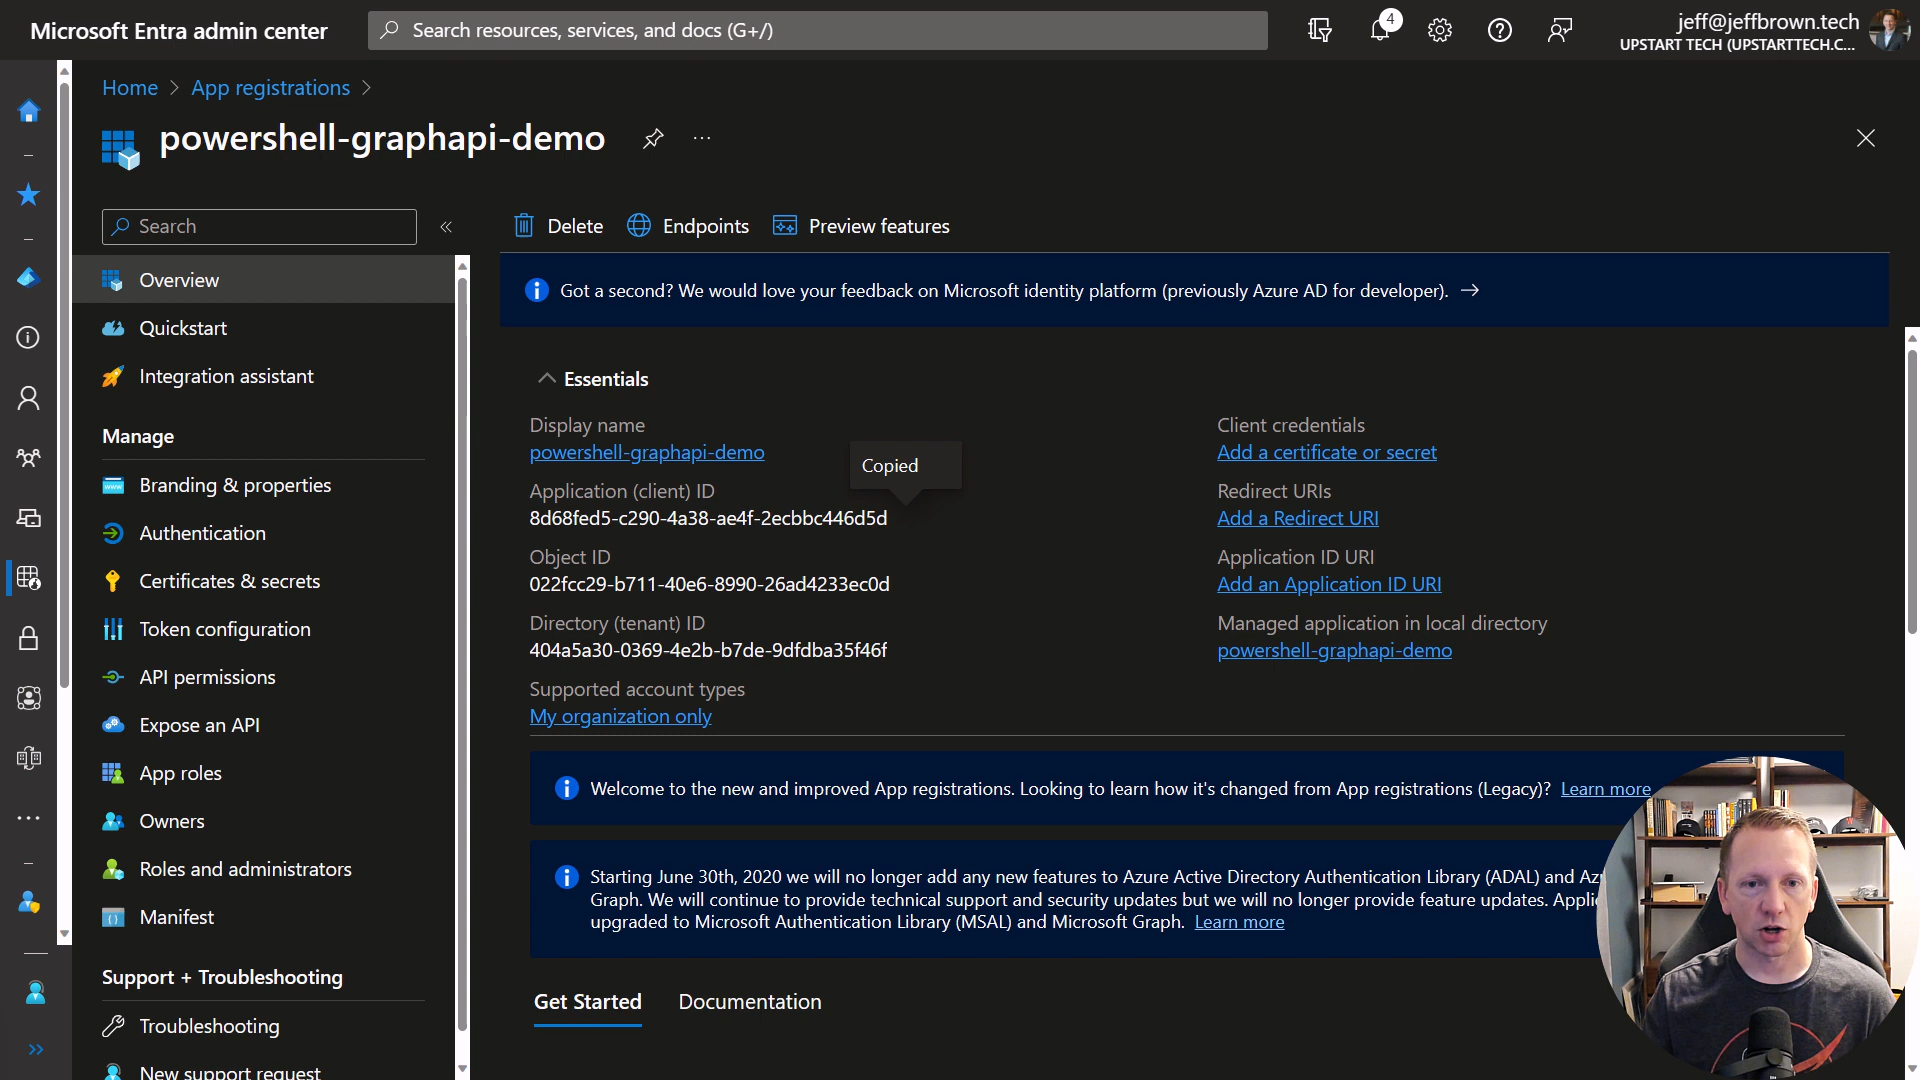 Microsoft Entra admin center
Search resources, services, and docs (G+/)
4
jeff@jeffbrown.tech
UPSTART TECH (UPSTARTTECH.C...
Home > App registrations >
powershell-graphapi-demo
Search
Overview
Quickstart
Integration assistant
Manage
Branding & properties
Authentication
Certificates & secrets
Token configuration
API permissions
Expose an API
App roles
Owners
Roles and administrators
Manifest
Support + Troubleshooting
Troubleshooting
New support request
Delete
Endpoints
Preview features
Got a second? We would love your feedback on Microsoft identity platform (previously Azure AD for developer).
Essentials
Display name
powershell-graphapi-demo
Copied
Application (client) ID
8d68fed5-c290-4a38-ae4f-2ecbbc446d5d
Object ID
022fcc29-b711-40e6-8990-26ad4233ec0d
Directory (tenant) ID
404a5a30-0369-4e2b-b7de-9dfdba35f46f
Supported account types
My organization only
Client credentials
Add a certificate or secret
Redirect URIs
Add a Redirect URI
Application ID URI
Add an Application ID URI
Managed application in local directory
powershell-graphapi-demo
Welcome to the new and improved App registrations. Looking to learn how it's changed from App registrations (Legacy)? Learn more
Starting June 30th, 2020 we will no longer add any new features to Azure Active Directory Authentication Library (ADAL) and Az
Graph. We will continue to provide technical support and security updates but we will no longer provide feature updates. Applic
upgraded to Microsoft Authentication Library (MSAL) and Microsoft Graph. Learn more
Get Started
Documentation